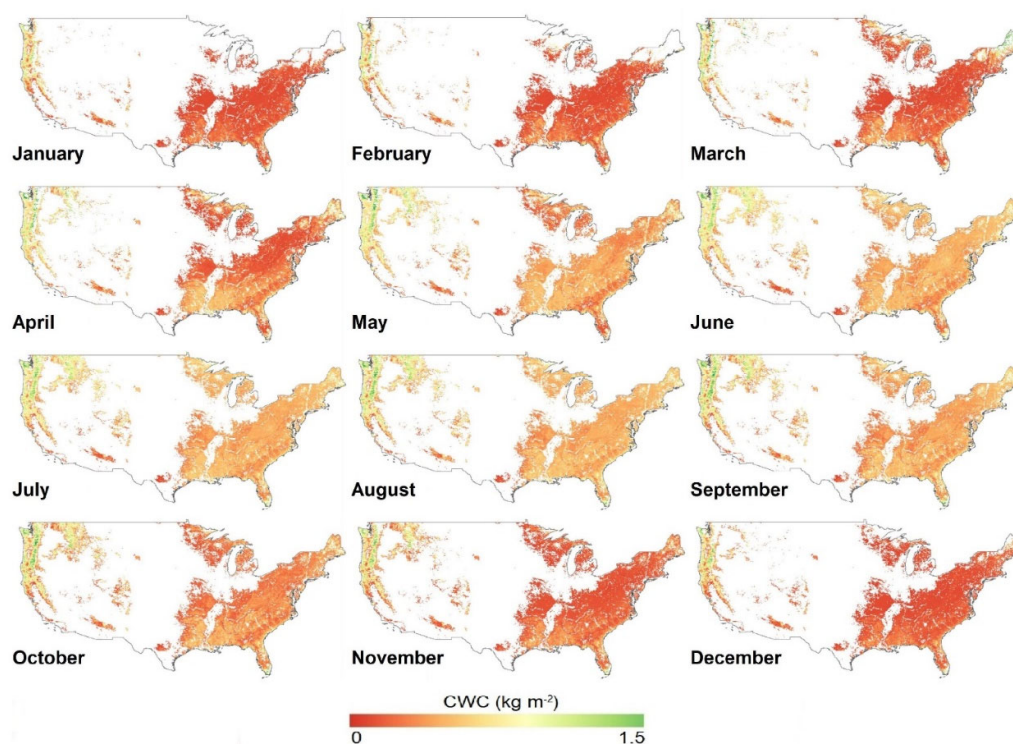 January
February
March
April
May
June
July
August
September
October
November
December
CWC (kg m⁻²)
0 1.5